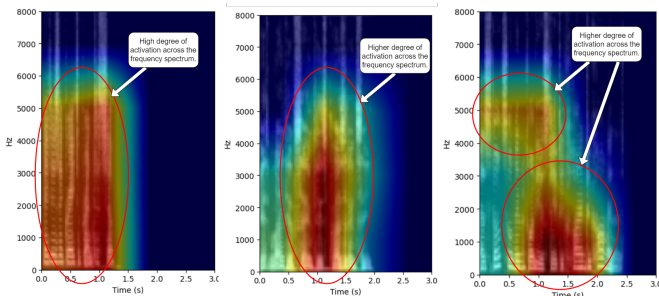 8000
7000
6000
5000
4000
3000
2000
1000
0
Hz
0.0 0.5 1.0 1.5 2.0 2.5 3.0
Time (s)
High degree of
activation across the
frequency spectrum.
8000
7000
6000
5000
4000
3000
2000
1000
0
Hz
0.0 0.5 1.0 1.5 2.0 2.5 3.0
Time (s)
Higher degree of
activation across the
frequency spectrum.
8000
7000
6000
5000
4000
3000
2000
1000
0
Hz
0.0 0.5 1.0 1.5 2.0 2.5 3.0
Time (s)
Higher degree of
activation across the
frequency spectrum.